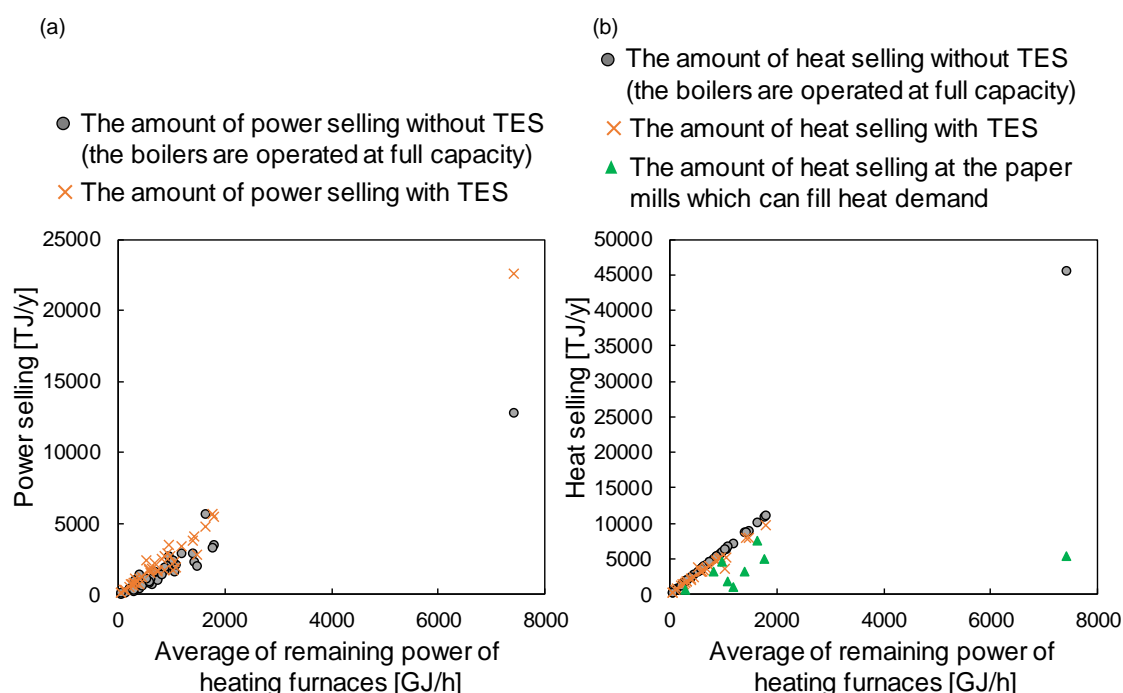 (a)
The amount of power selling without TES
(the boilers are operated at full capacity)
The amount of power selling with TES
25000
20000
15000
10000
5000
0
Power selling [TJ/y]
0 2000 4000 6000 8000
Average of remaining power of
heating furnaces [GJ/h]
(b)
The amount of heat selling without TES
(the boilers are operated at full capacity)
The amount of heat selling with TES
The amount of heat selling at the paper
mills which can fill heat demand
50000
45000
40000
35000
30000
25000
20000
15000
10000
5000
0
Heat selling [TJ/y]
0 2000 4000 6000 8000
Average of remaining power of
heating furnaces [GJ/h]